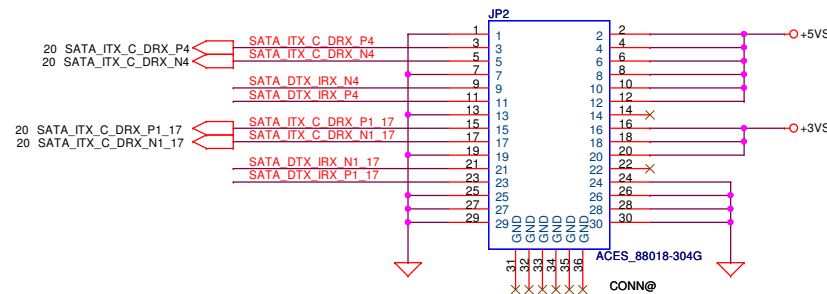 JP2
1 1 2 2 +5VS
20 SATA_ITX_C_DRX_P4 SATA_ITX_C_DRX_P4 3 3 4 4
20 SATA_ITX_C_DRX_N4 SATA_ITX_C_DRX_N4 5 5 6 6
7 7 8 8
SATA_DTX_IRX_N4 9 9 10 10
SATA_DTX_IRX_P4 11 11 12 12
13 13 14 14
20 SATA_ITX_C_DRX_P1_17 SATA_ITX_C_DRX_P1_17 15 15 16 16 +3VS
20 SATA_ITX_C_DRX_N1_17 SATA_ITX_C_DRX_N1_17 17 17 18 18
19 19 20 20
SATA_DTX_IRX_N1_17 21 21 22 22
SATA_DTX_IRX_P1_17 23 23 24 24
25 25 26 26
27 27 28 28
29 29 30 30
GND GND GND GND GND GND
31 32 33 34 35 36
ACES_88018-304G
CONN@